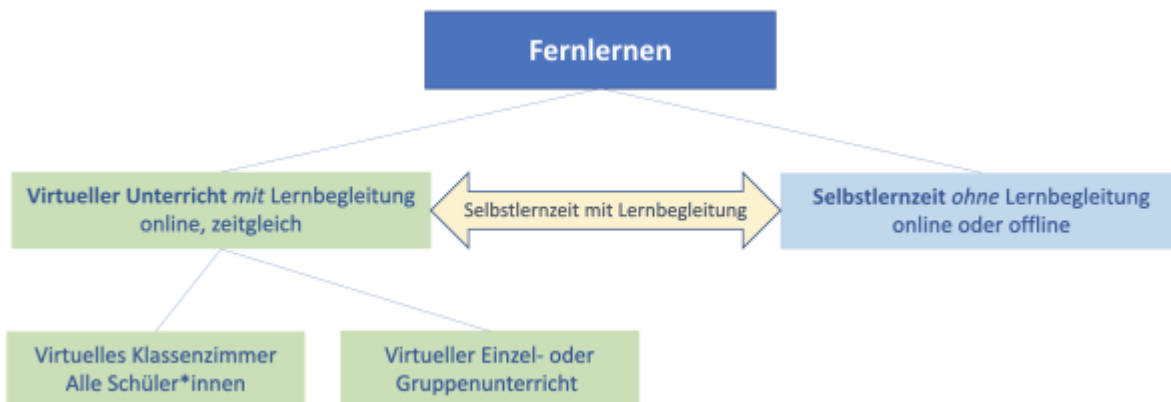 Fernlernen
Virtueller Unterricht mit Lernbegleitung
online, zeitgleich
Selbstlernzeit mit Lernbegleitung
Selbstlernzeit ohne Lernbegleitung
online oder offline
Virtuelles Klassenzimmer
Alle Schüler*innen
Virtueller Einzel- oder
Gruppenunterricht